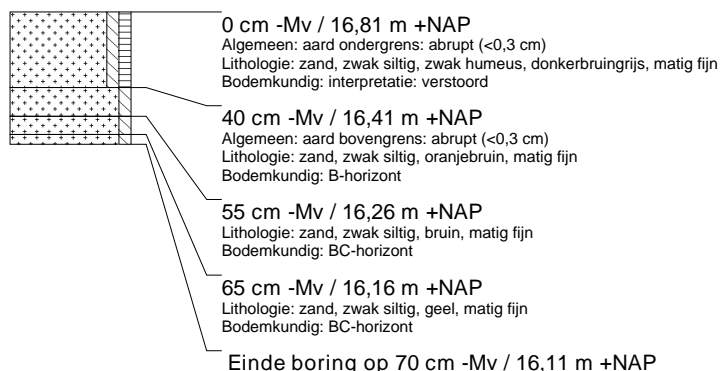 0 cm -Mv / 16,81 m +NAP
Algemeen: aard ondergrens: abrupt (<0,3 cm)
Lithologie: zand, zwak siltig, zwak humeus, donkerbruingrijs, matig fijn
Bodemkundig: interpretatie: verstoord
40 cm -Mv / 16,41 m +NAP
Algemeen: aard bovengrens: abrupt (<0,3 cm)
Lithologie: zand, zwak siltig, oranjebruin, matig fijn
Bodemkundig: B-horizont
55 cm -Mv / 16,26 m +NAP
Lithologie: zand, zwak siltig, bruin, matig fijn
Bodemkundig: BC-horizont
65 cm -Mv / 16,16 m +NAP
Lithologie: zand, zwak siltig, geel, matig fijn
Bodemkundig: BC-horizont
Einde boring op 70 cm -Mv / 16,11 m +NAP